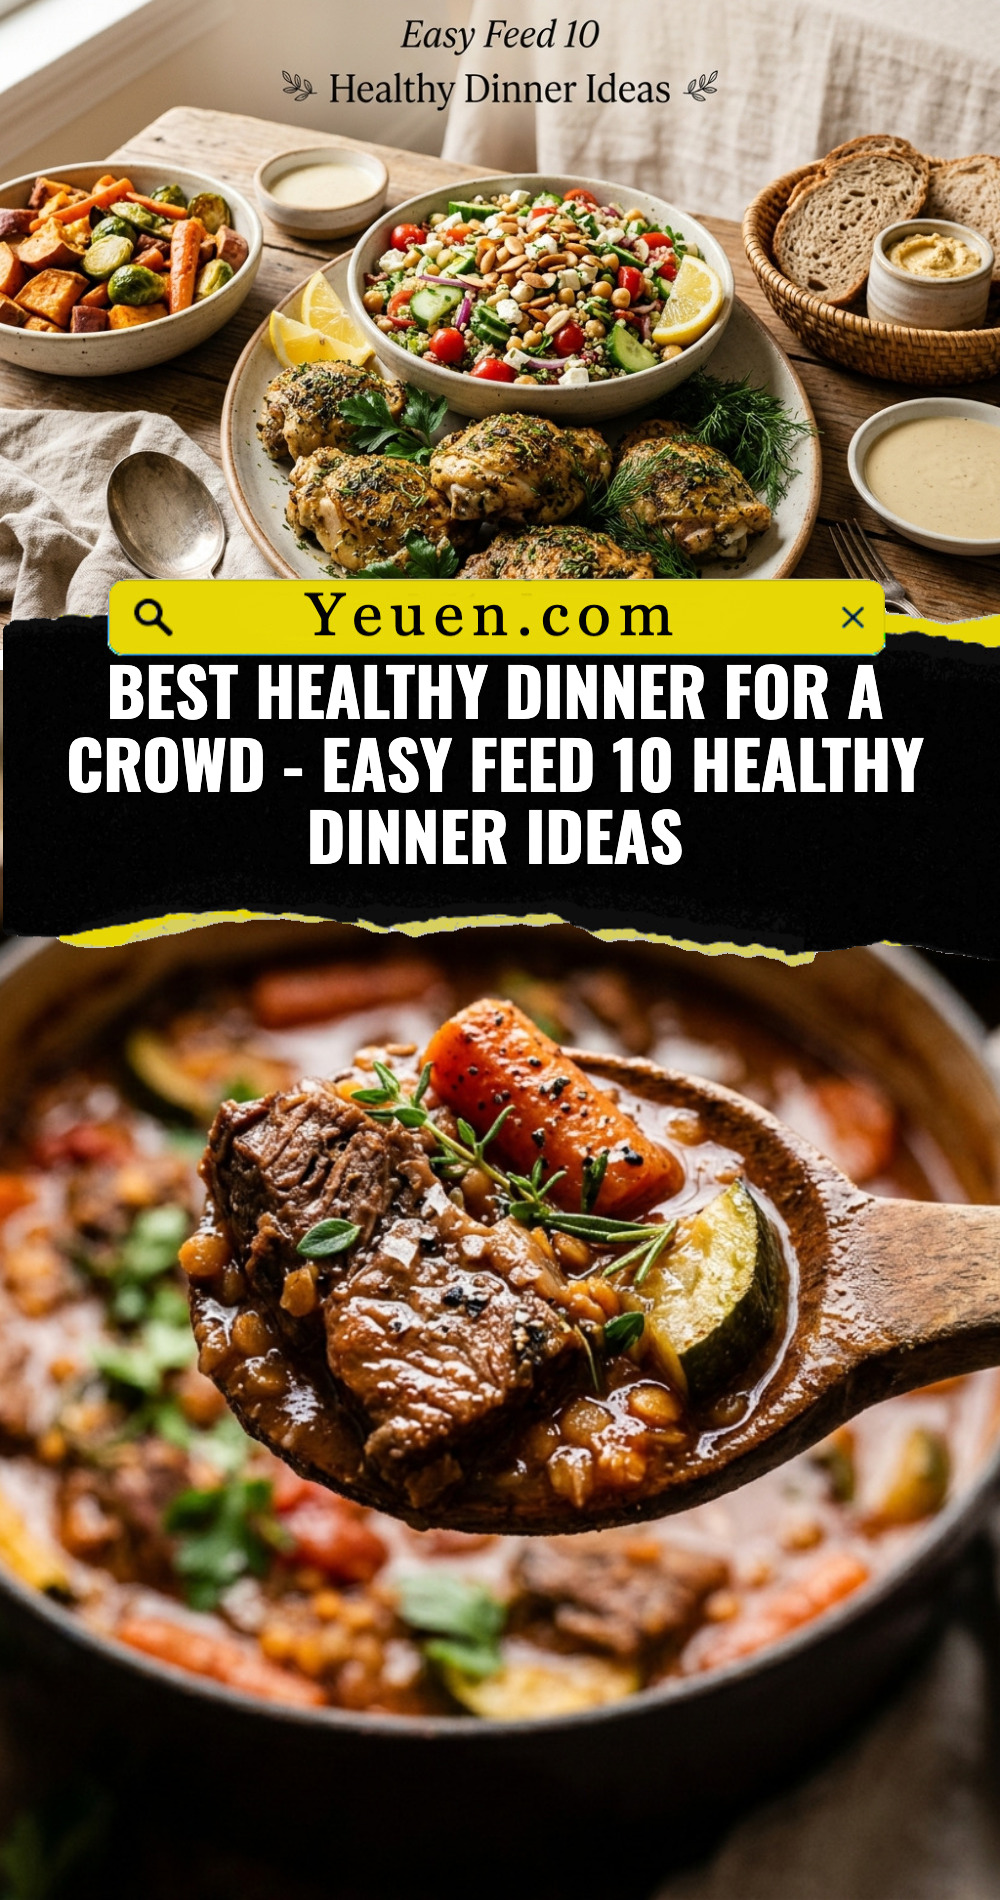 Easy Feed 10
Healthy Dinner Ideas
Yeuen.com
BEST HEALTHY DINNER FOR A
CROWD - EASY FEED 10 HEALTHY
DINNER IDEAS